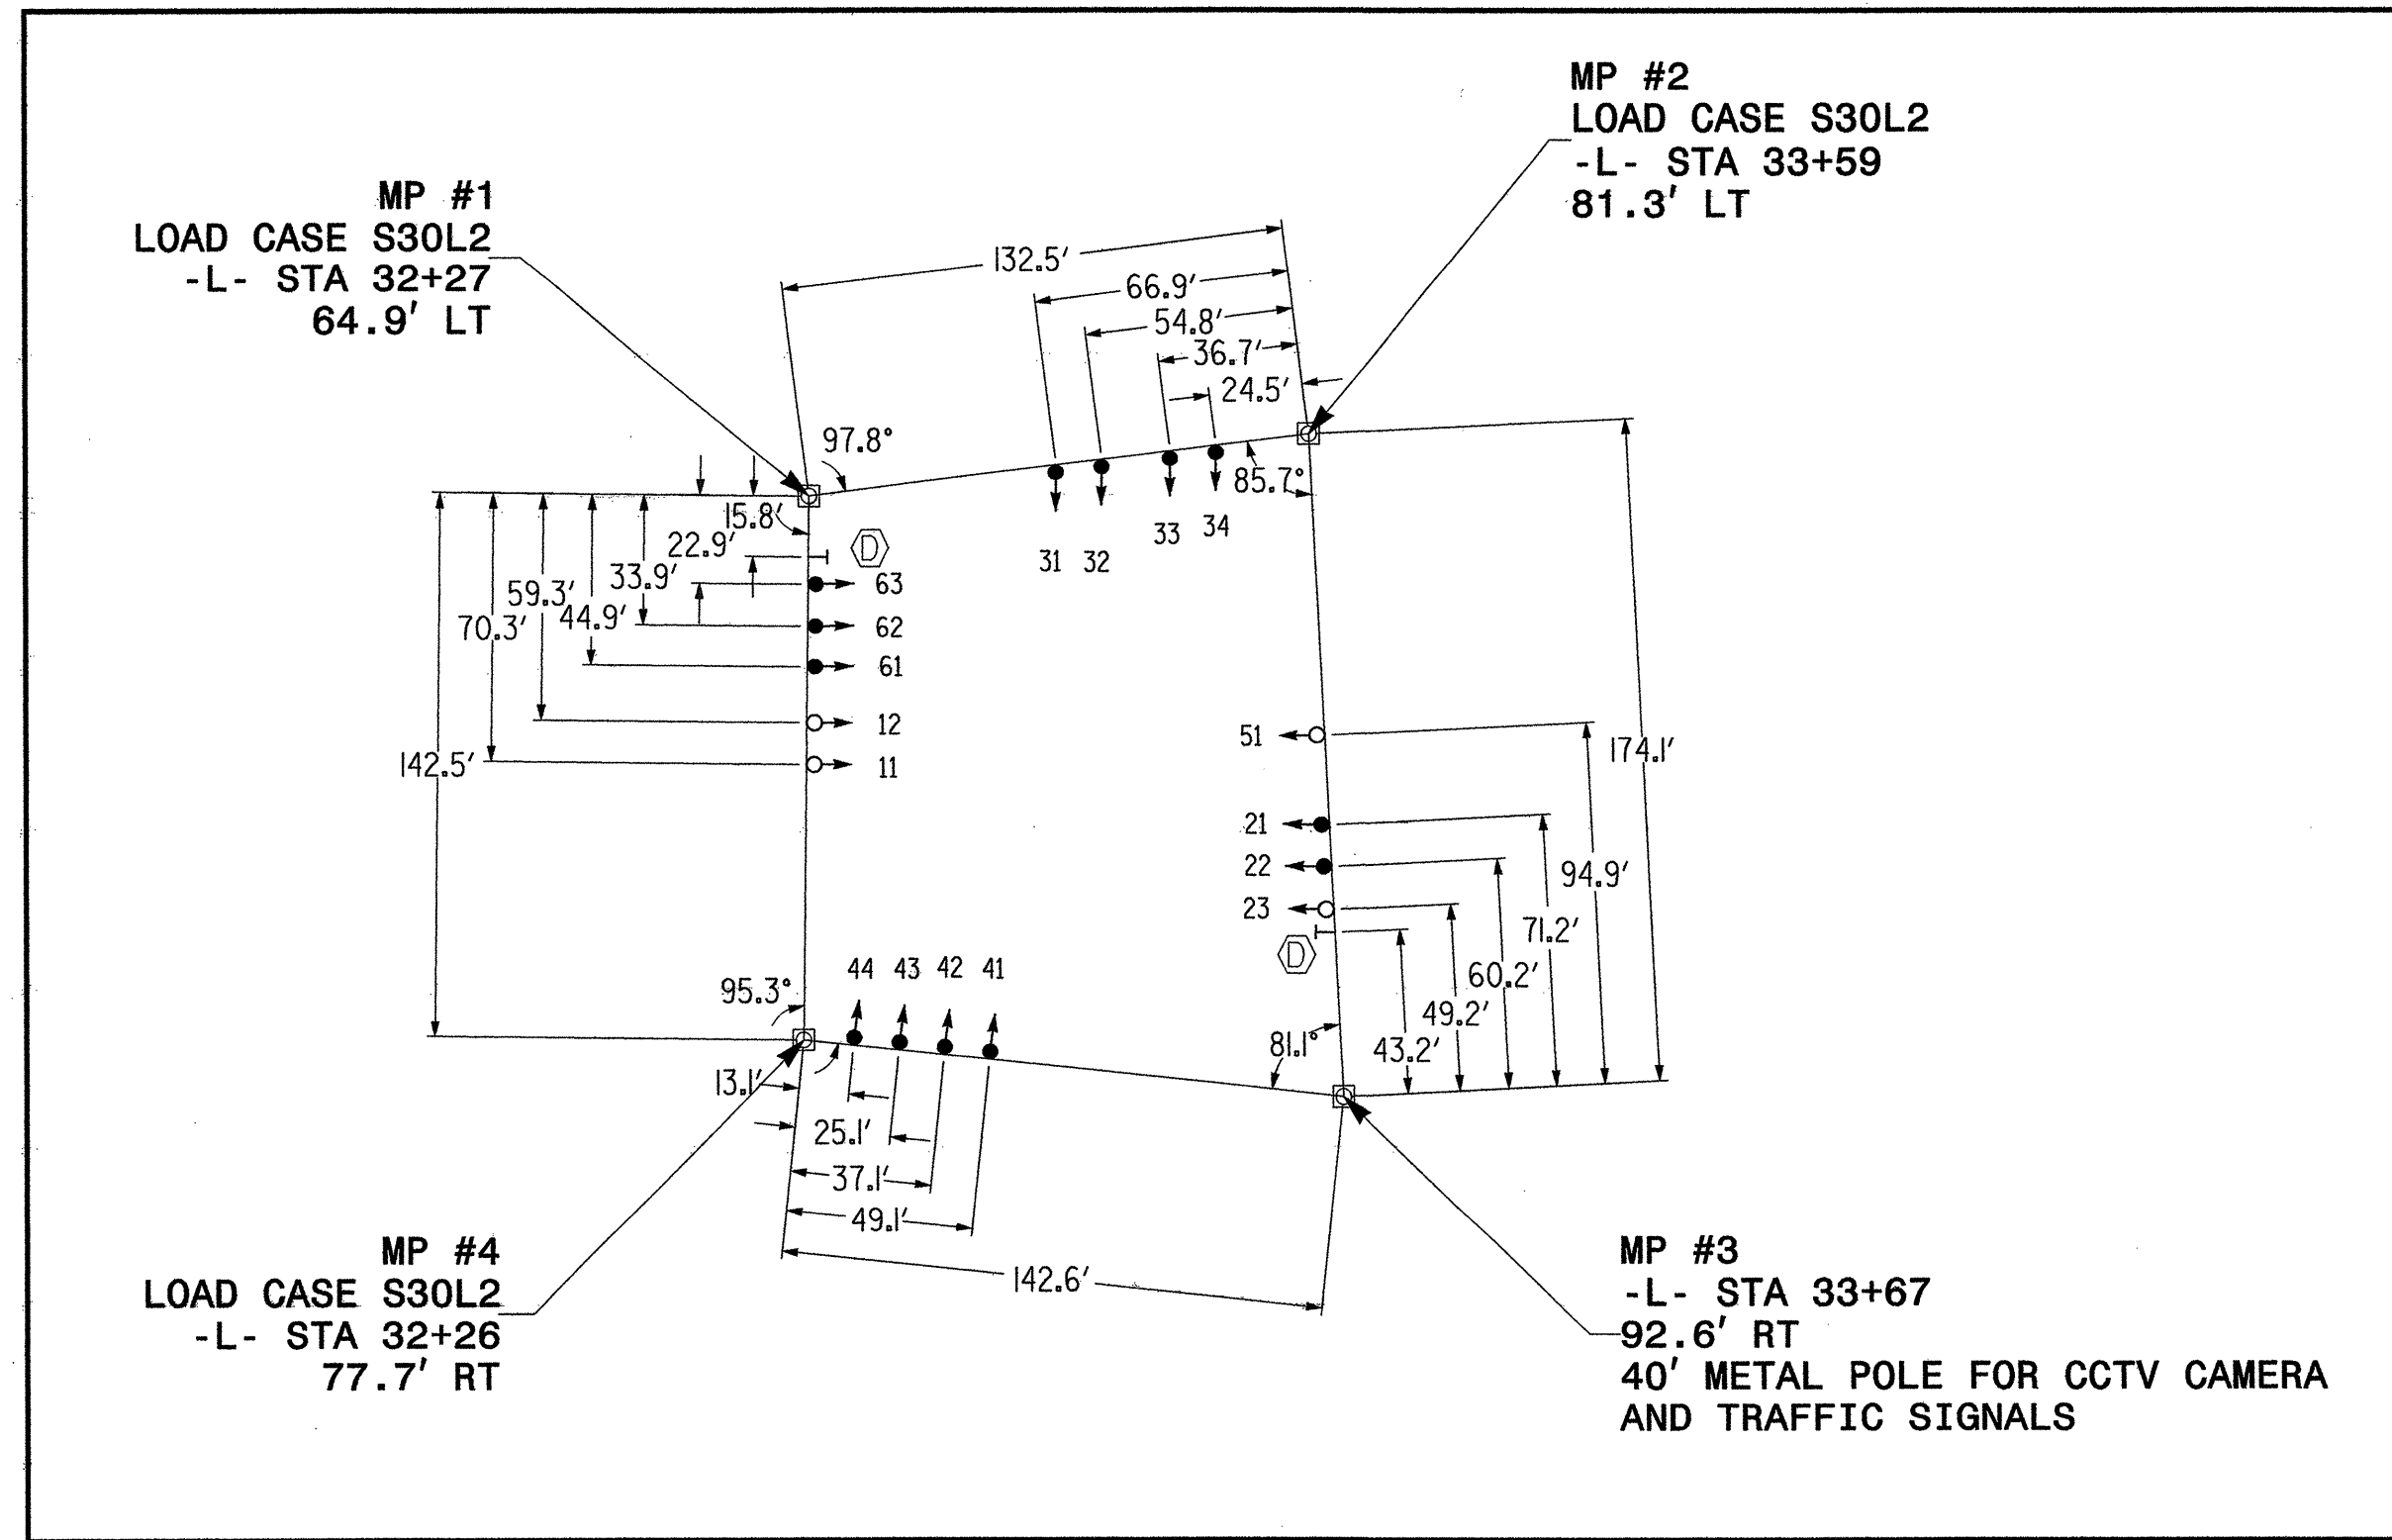 MP #2
LOAD CASE S30L2
-L- STA 33+59
81.3' LT
MP #1
LOAD CASE S30L2
-L- STA 32+27
64.9' LT
132.5'
66.9'
54.8'
36.7'
24.5'
97.8°
85.7°
15.8'
22.9'
33.9'
59.3'
44.9'
70.3'
142.5'
D
63
62
61
12
11
31
32
33
34
51
21
22
23
D
174.1'
94.9'
71.2'
60.2'
49.2'
43.2'
81.1°
95.3°
44
43
42
41
13.1'
25.1'
37.1'
49.1'
142.6'
MP #4
LOAD CASE S30L2
-L- STA 32+26
77.7' RT
MP #3
-L- STA 33+67
92.6' RT
40' METAL POLE FOR CCTV CAMERA
AND TRAFFIC SIGNALS